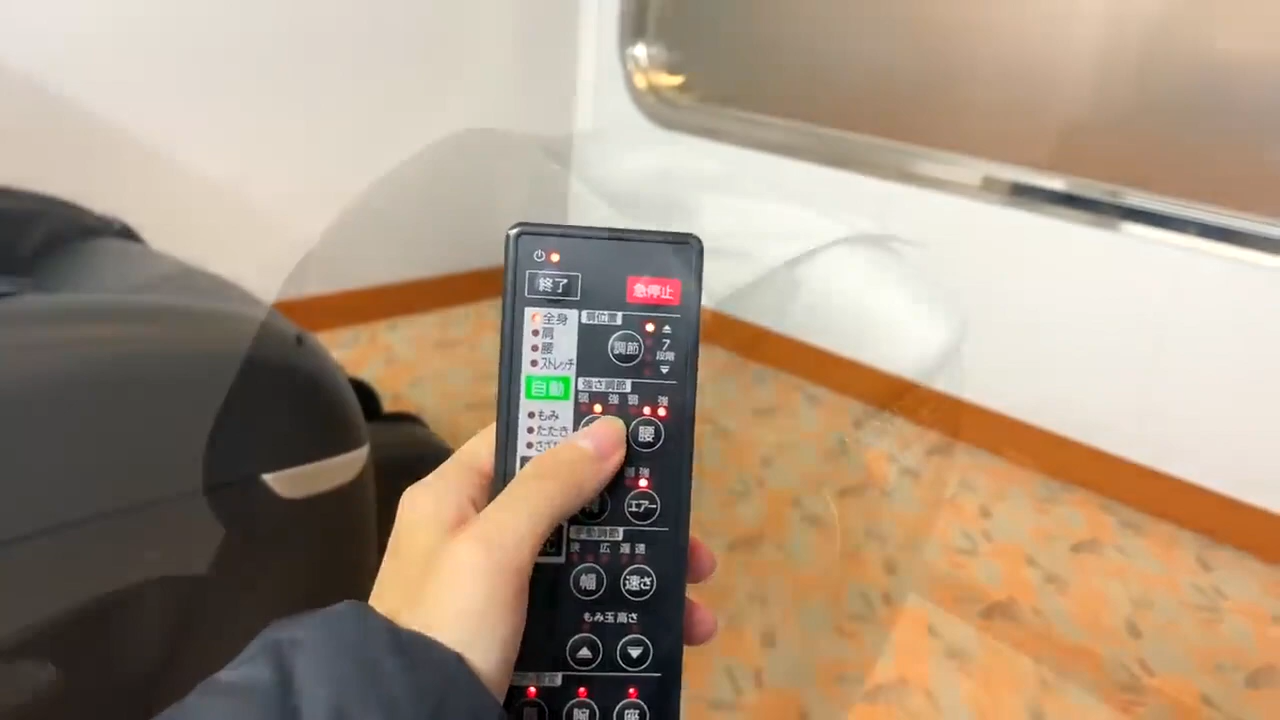 終了 急停止
全身 肩位置
肩
腰 調節 7段階
ストレッチ
自動 強さ調節
弱 強 弱 強
もみ
たたき 腰
強
エアー
手動調節
広 遅 速
幅 速さ
もみ玉高さ
腕 座